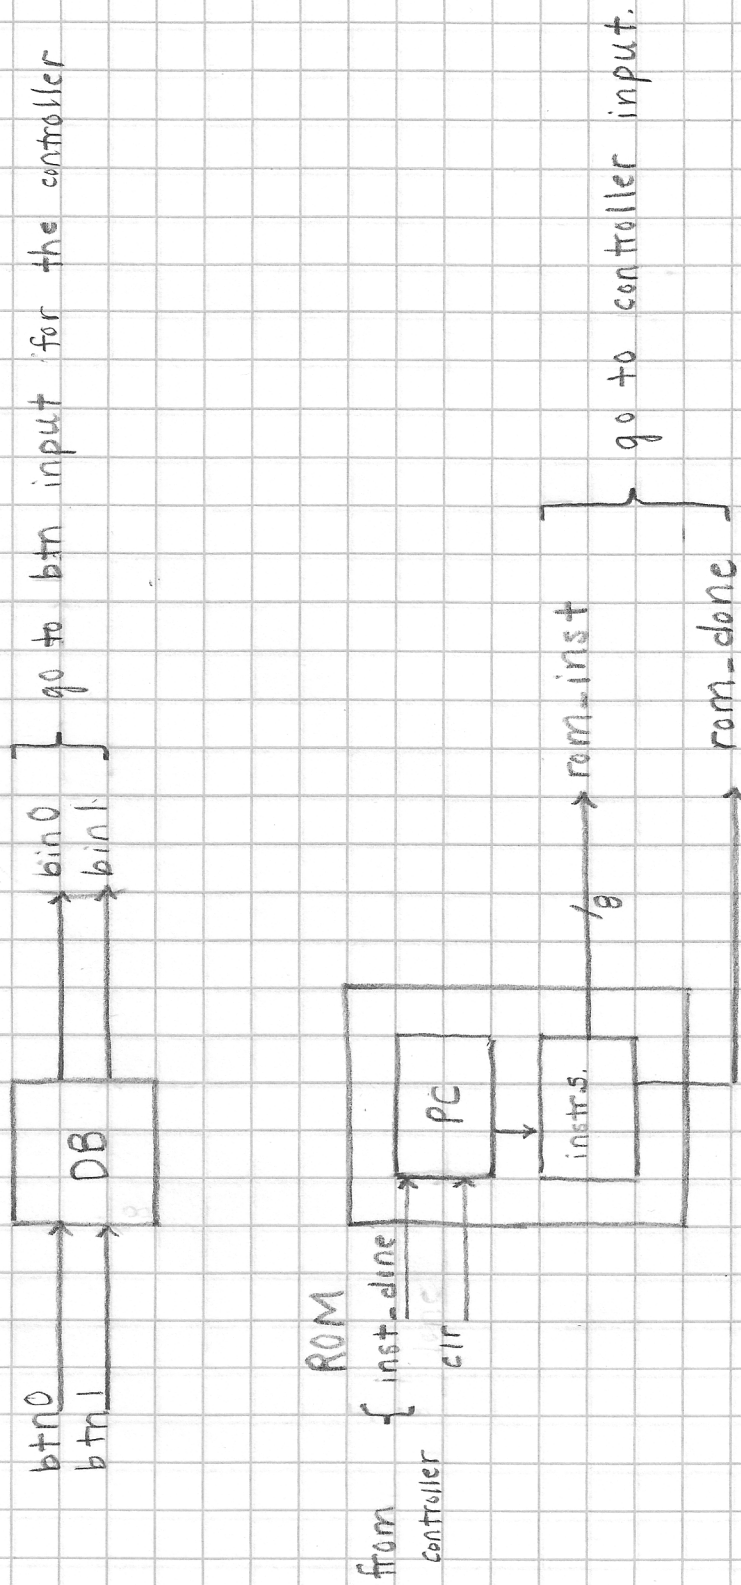 btn0
btn1
DB
bin0
bin1
go to btn input for the controller
ROM
from
controller
{ inst_done
clr
PC
instrs.
8
rom_inst
rom_done
go to controller input.